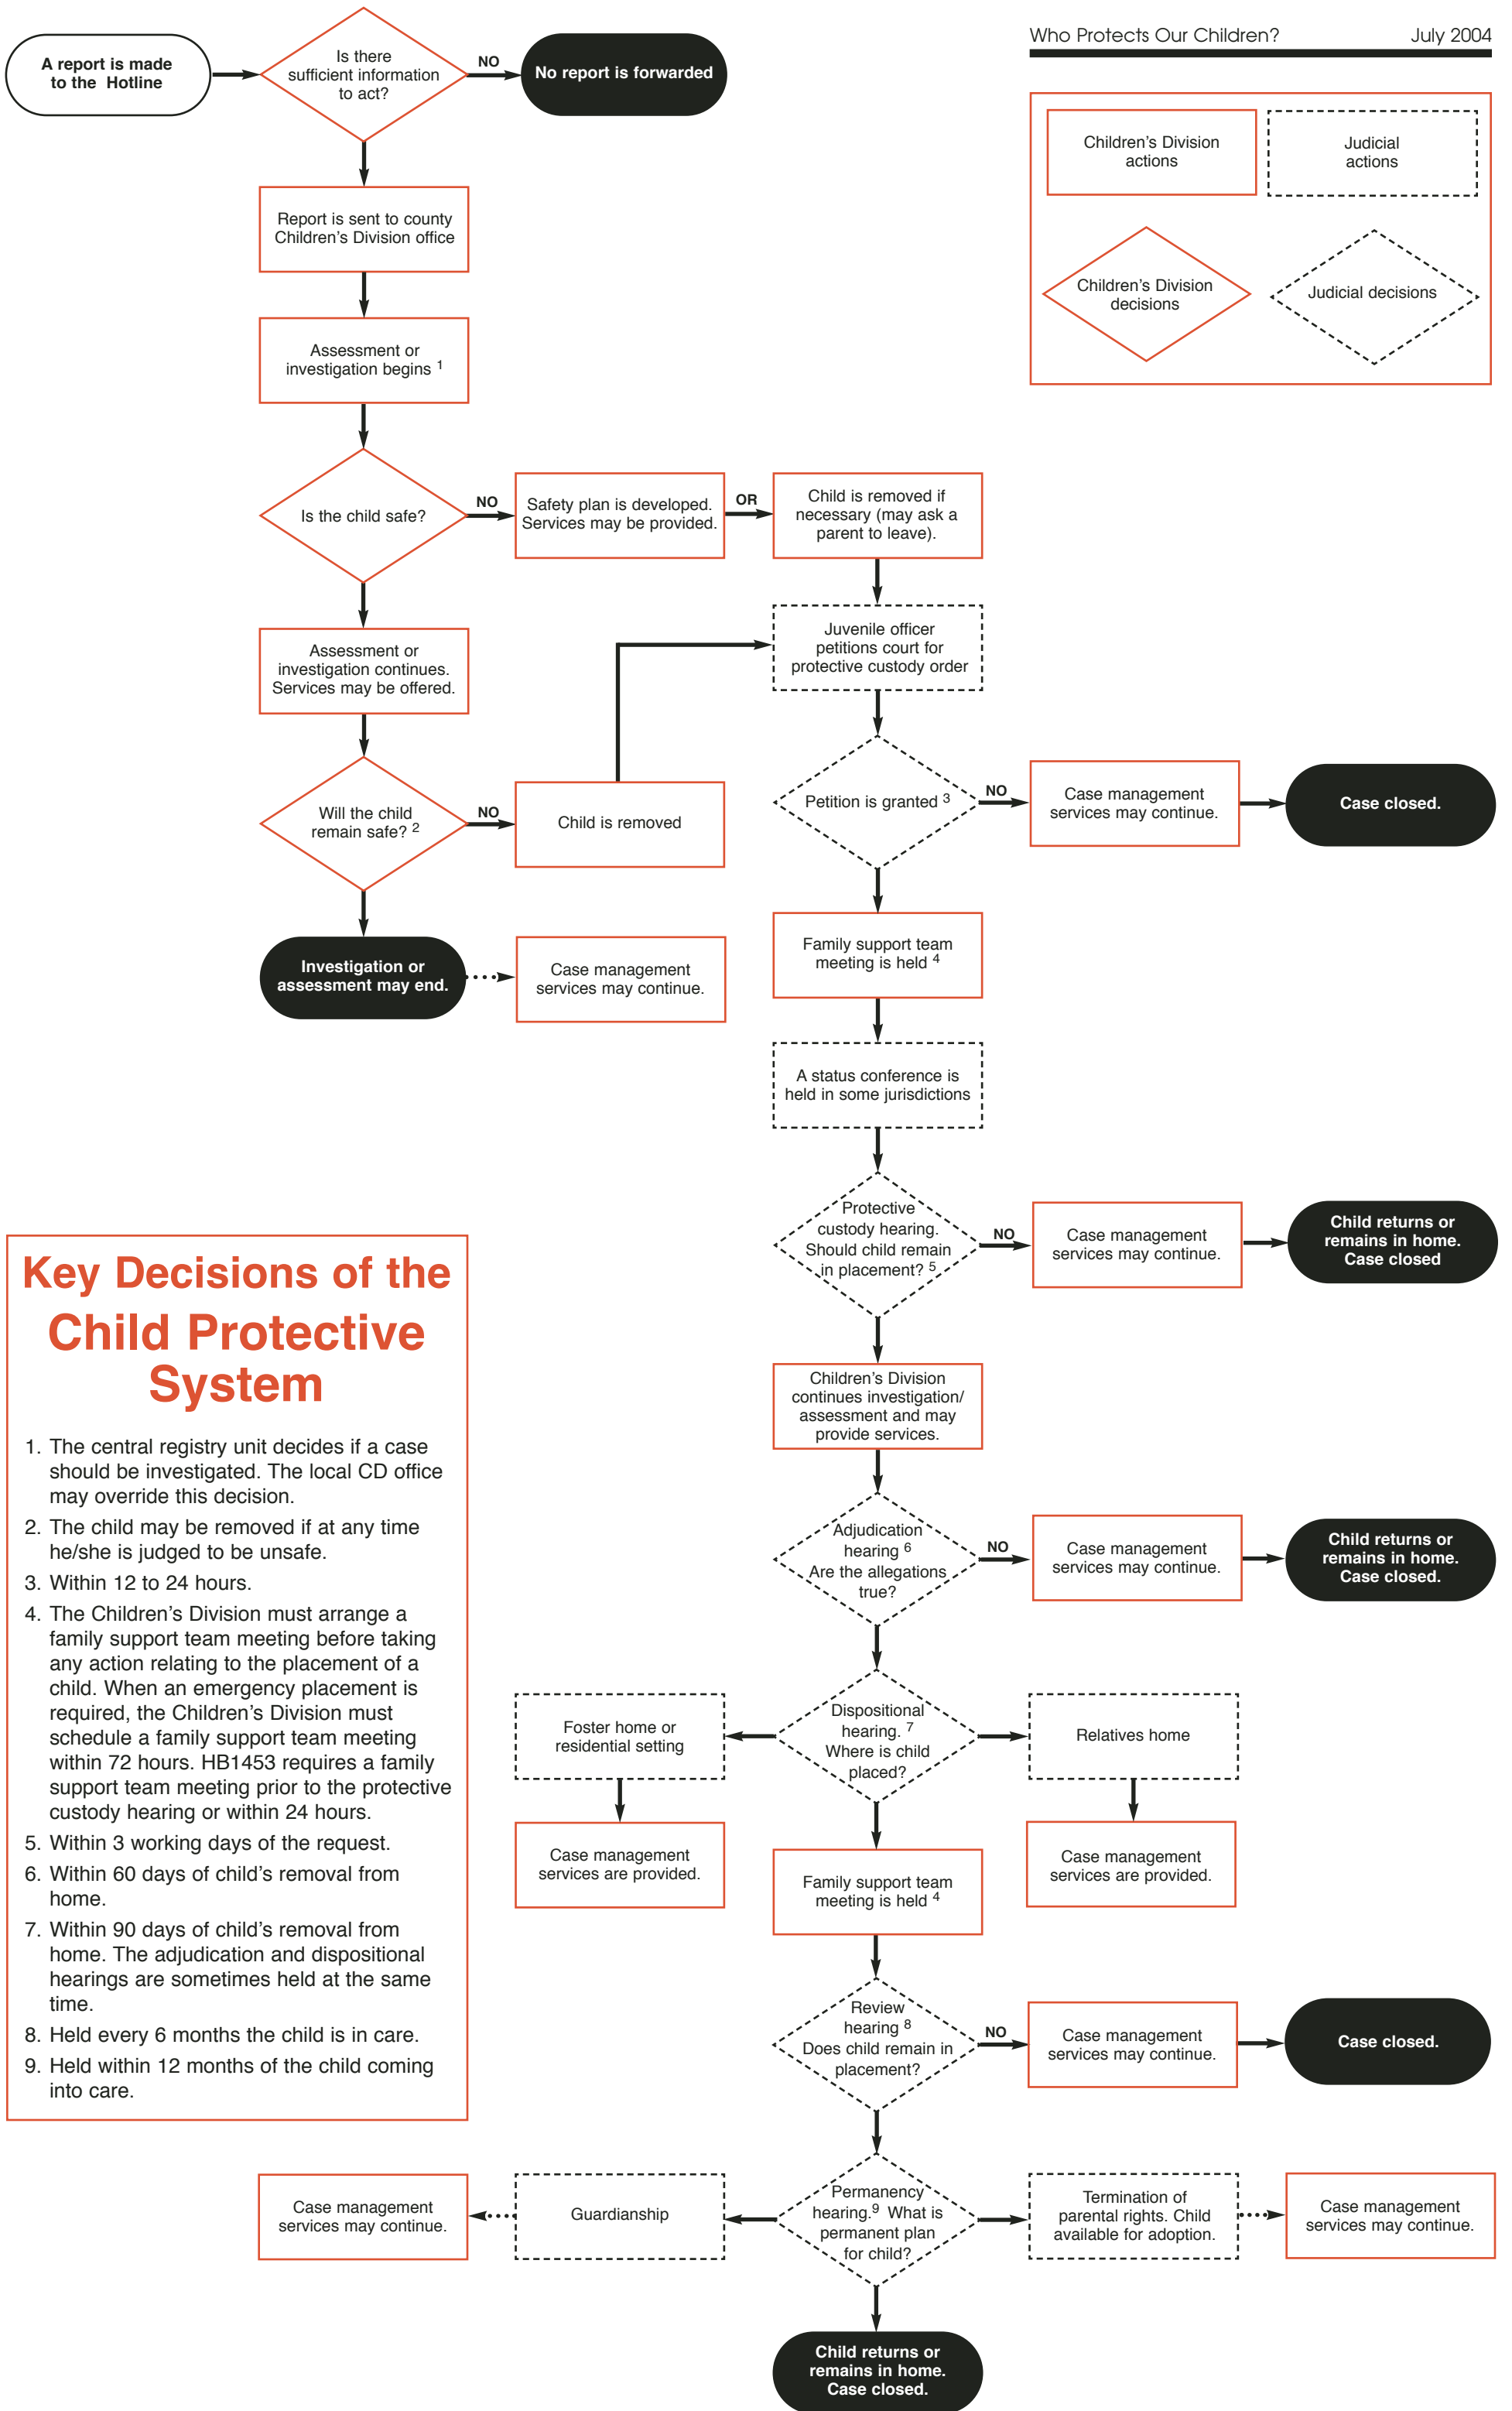 Who Protects Our Children? July 2004
A report is made
to the Hotline
Is there
sufficient information
to act?
NO
No report is forwarded
Children’s Division
actions
Judicial
actions
Children’s Division
decisions
Judicial decisions
Report is sent to county
Children’s Division office
Assessment or
investigation begins 1
Is the child safe?
NO
Safety plan is developed.
Services may be provided.
OR
Child is removed if
necessary (may ask a
parent to leave).
Assessment or
investigation continues.
Services may be offered.
Juvenile officer
petitions court for
protective custody order
Will the child
remain safe? 2
NO
Child is removed
Petition is granted 3
NO
Case management
services may continue.
Case closed.
Investigation or
assessment may end.
Case management
services may continue.
Family support team
meeting is held 4
A status conference is
held in some jurisdictions
Protective
custody hearing.
Should child remain
in placement? 5
NO
Case management
services may continue.
Child returns or
remains in home.
Case closed
Children’s Division
continues investigation/
assessment and may
provide services.
Adjudication
hearing 6
Are the allegations
true?
NO
Case management
services may continue.
Child returns or
remains in home.
Case closed.
Foster home or
residential setting
Dispositional
hearing. 7
Where is child
placed?
Relatives home
Case management
services are provided.
Family support team
meeting is held 4
Case management
services are provided.
Review
hearing 8
Does child remain in
placement?
NO
Case management
services may continue.
Case closed.
Case management
services may continue.
Guardianship
Permanency
hearing.9 What is
permanent plan
for child?
Termination of
parental rights. Child
available for adoption.
Case management
services may continue.
Child returns or
remains in home.
Case closed.
Key Decisions of the
Child Protective
System
1. The central registry unit decides if a case
should be investigated. The local CD office
may override this decision.
2. The child may be removed if at any time
he/she is judged to be unsafe.
3. Within 12 to 24 hours.
4. The Children’s Division must arrange a
family support team meeting before taking
any action relating to the placement of a
child. When an emergency placement is
required, the Children’s Division must
schedule a family support team meeting
within 72 hours. HB1453 requires a family
support team meeting prior to the protective
custody hearing or within 24 hours.
5. Within 3 working days of the request.
6. Within 60 days of child’s removal from
home.
7. Within 90 days of child’s removal from
home. The adjudication and dispositional
hearings are sometimes held at the same
time.
8. Held every 6 months the child is in care.
9. Held within 12 months of the child coming
into care.